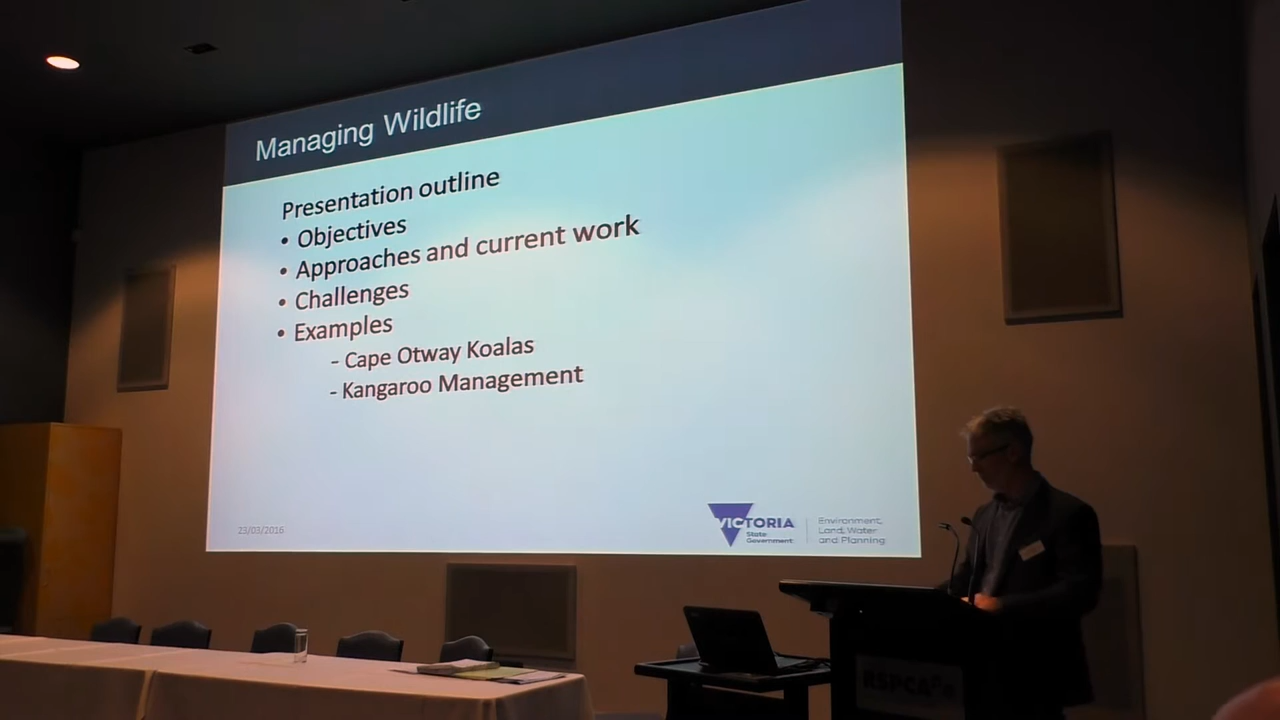 Managing Wildlife
Presentation outline
• Objectives
• Approaches and current work
• Challenges
• Examples
- Cape Otway Koalas
- Kangaroo Management
23/03/2016
VICTORIA
State
Government
Environment,
Land, Water
and Planning
RSPCA